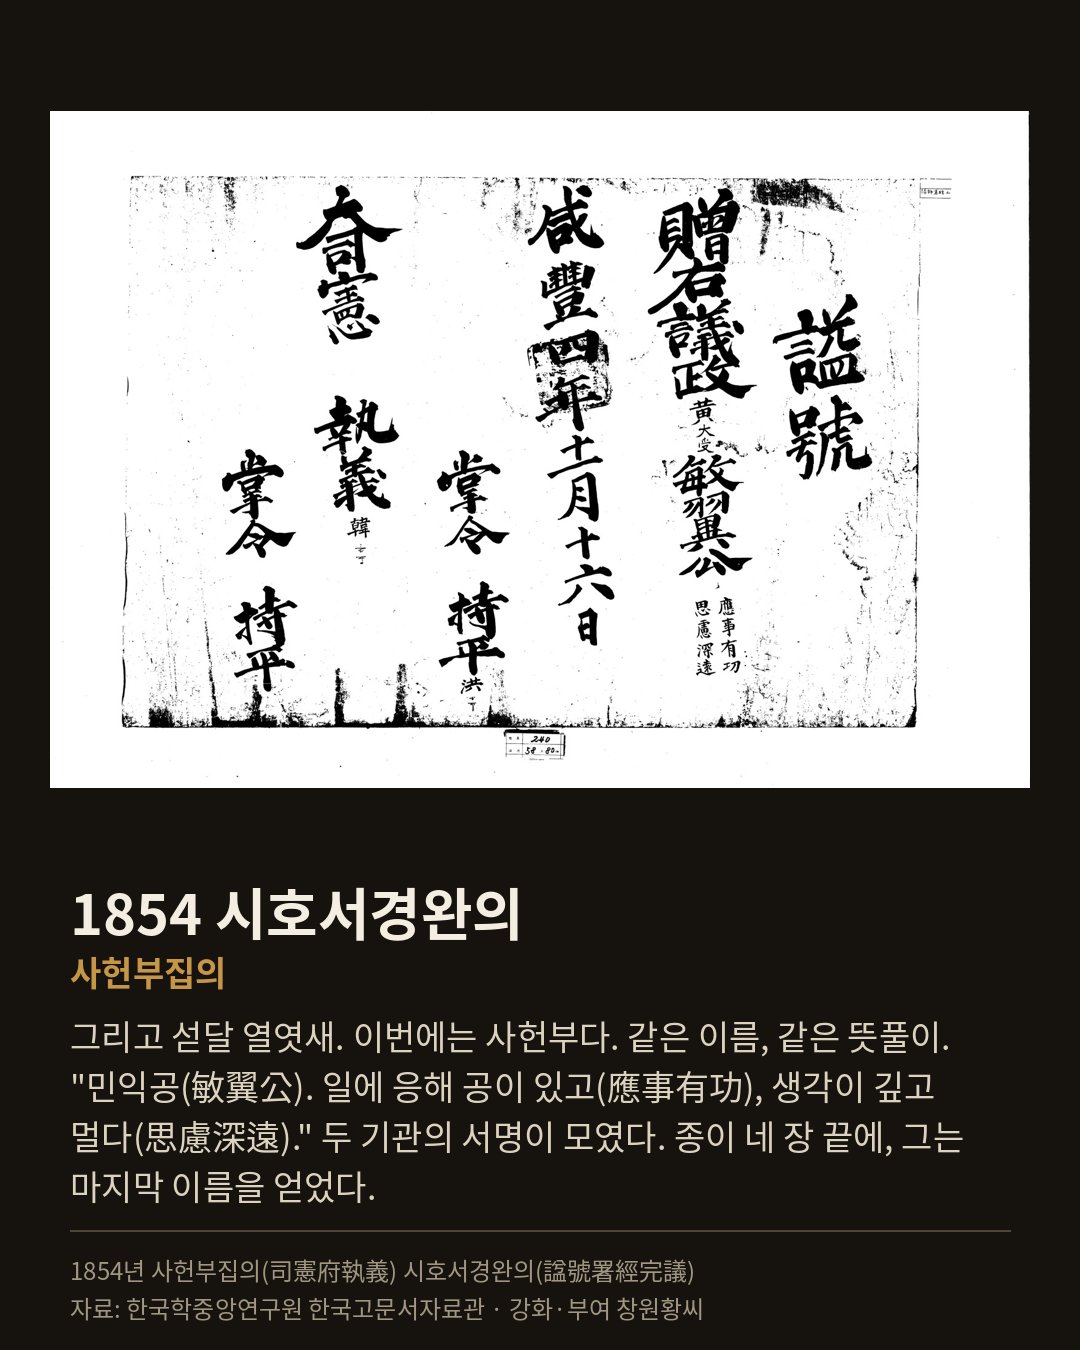 諡號
贈右議政黃大受敏翼公
應事有功
思慮深遠
咸豐四年十二月十六日
掌令 持平洪
大司憲 執義韓
掌令 持平
240
58
1854 시호서경완의
사헌부집의
그리고 섣달 열엿새. 이번에는 사헌부다. 같은 이름, 같은 뜻풀이.
"민익공(敏翼公). 일에 응해 공이 있고(應事有功), 생각이 깊고
멀다(思慮深遠)." 두 기관의 서명이 모였다. 종이 네 장 끝에, 그는
마지막 이름을 얻었다.
1854년 사헌부집의(司憲府執義) 시호서경완의(諡號署經完議)
자료: 한국학중앙연구원 한국고문서자료관 · 강화·부여 창원황씨